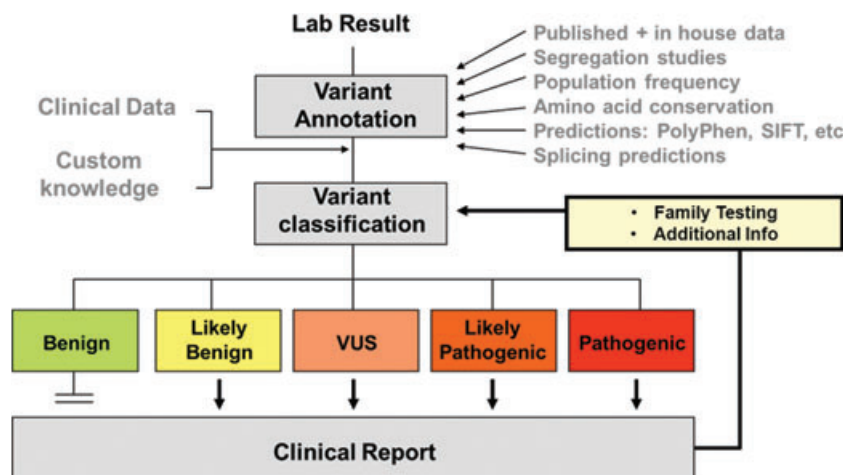 Lab Result
Published + in house data
Segregation studies
Population frequency
Amino acid conservation
Predictions: PolyPhen, SIFT, etc
Splicing predictions
Variant
Annotation
Clinical Data
Custom
knowledge
Variant
classification
• Family Testing
• Additional Info
Benign
Likely
Benign
VUS
Likely
Pathogenic
Pathogenic
Clinical Report